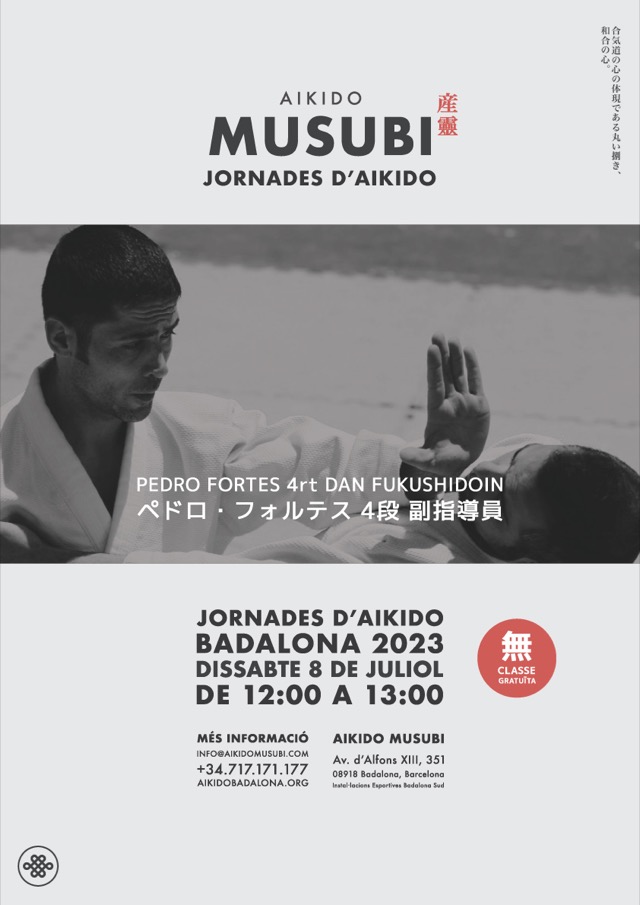 合気道の心の体現である丸い捌き、
和合の心。
AIKIDO
MUSUBI
産靈
JORNADES D'AIKIDO
PEDRO FORTES 4rt DAN FUKUSHIDOIN
ペドロ・フォルテス 4段 副指導員
JORNADES D'AIKIDO
BADALONA 2023
DISSABTE 8 DE JULIOL
DE 12:00 A 13:00
無
CLASSE
GRATUÏTA
MÉS INFORMACIÓ
INFO@AIKIDOMUSUBI.COM
+34.717.171.177
AIKIDOBADALONA.ORG
AIKIDO MUSUBI
Av. d'Alfons XIII, 351
08918 Badalona, Barcelona
Instal·lacions Esportives Badalona Sud